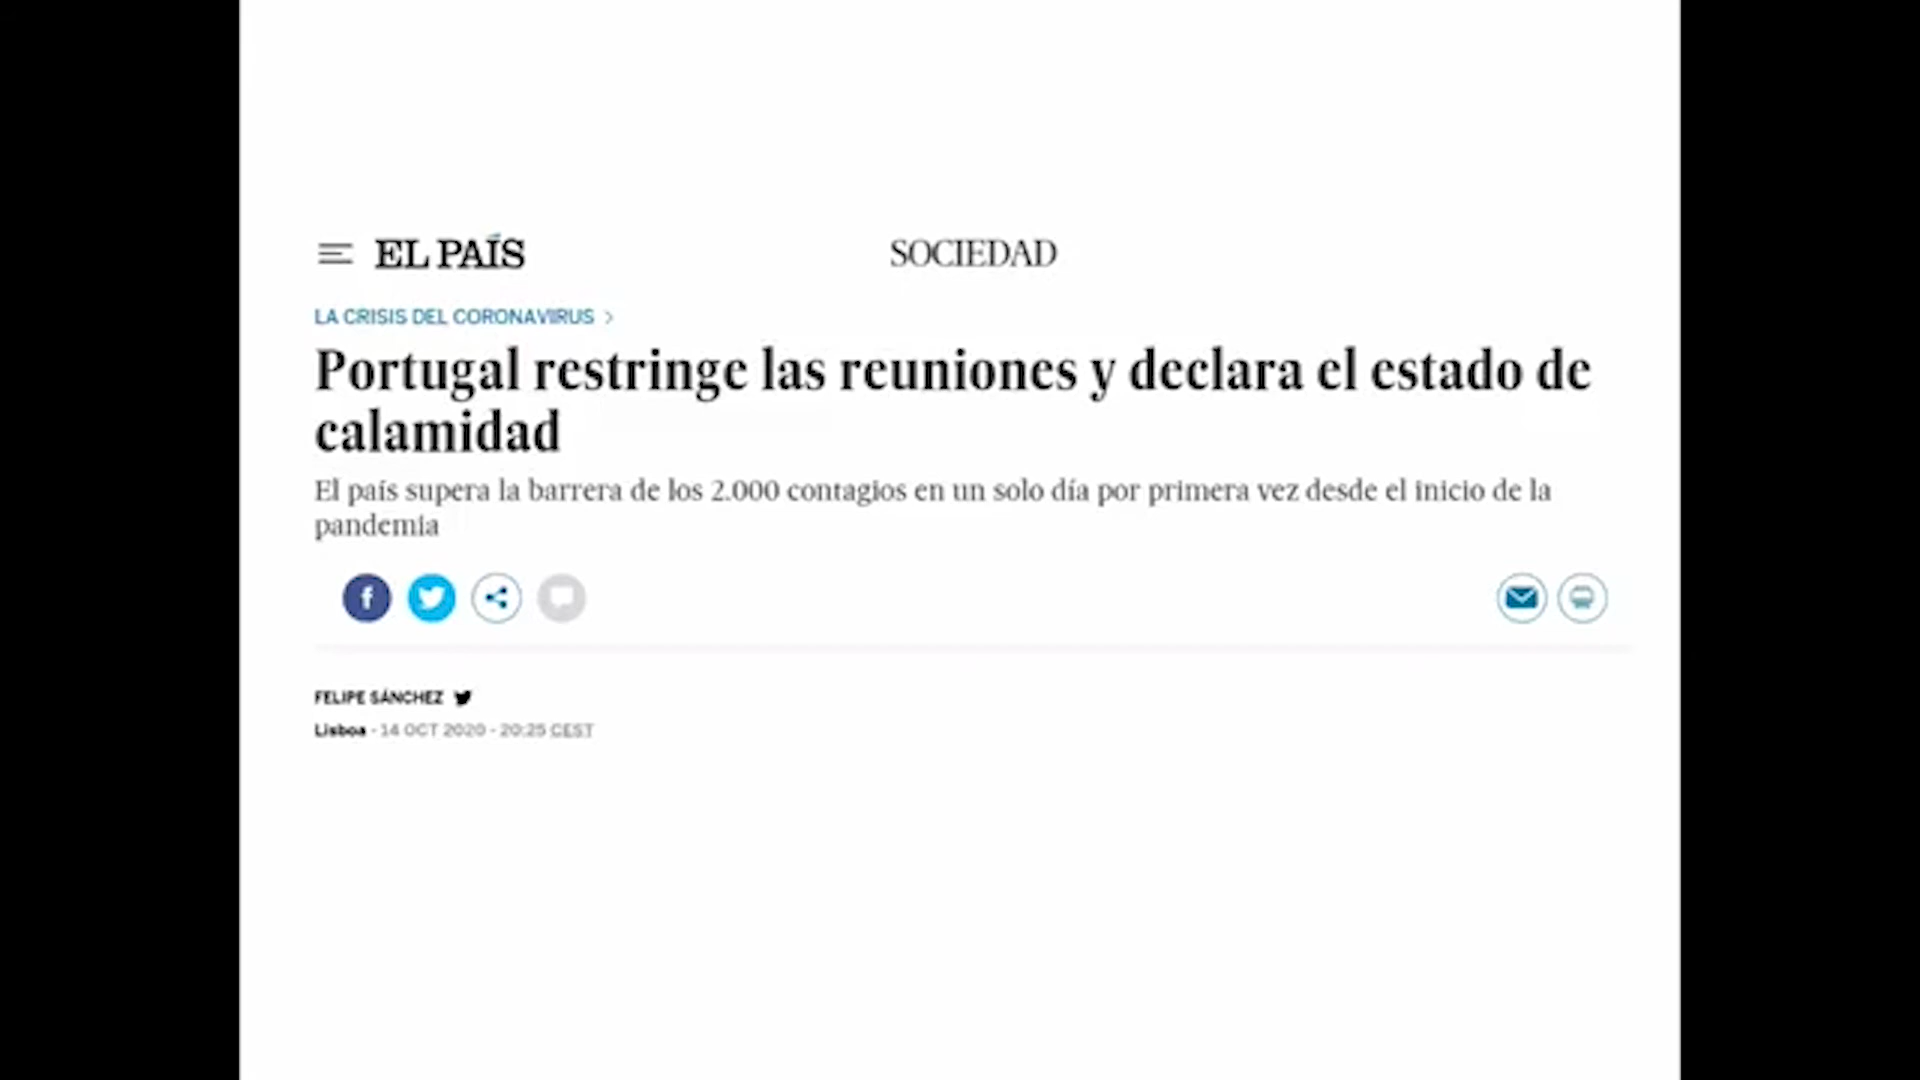 EL PAÍS
SOCIEDAD
LA CRISIS DEL CORONAVIRUS >
Portugal restringe las reuniones y declara el estado de
calamidad
El país supera la barrera de los 2.000 contagios en un solo día por primera vez desde el inicio de la
pandemia
FELIPE SÁNCHEZ
Lisboa - 14 OCT 2020 - 20:25 CEST